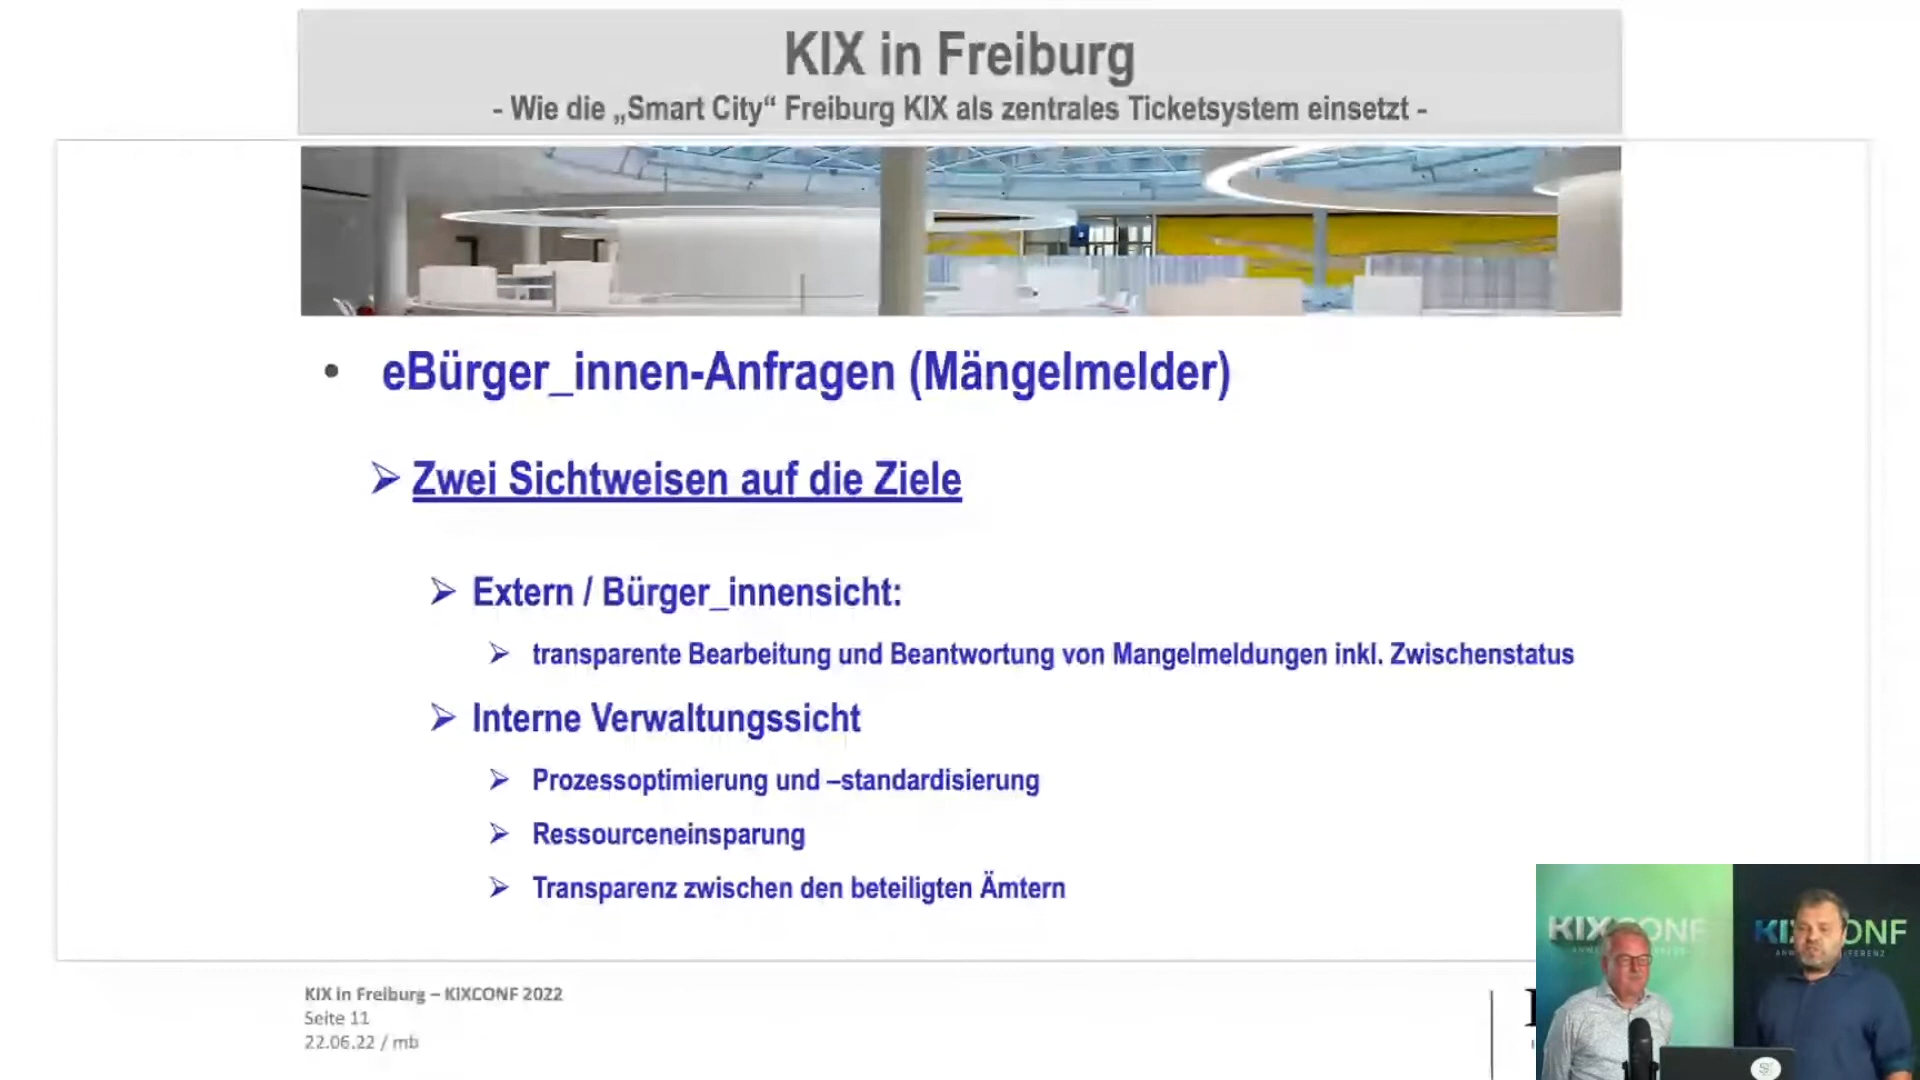 KIX in Freiburg
- Wie die „Smart City“ Freiburg KIX als zentrales Ticketsystem einsetzt -
• eBürger_innen-Anfragen (Mängelmelder)
➢ Zwei Sichtweisen auf die Ziele
➢ Extern / Bürger_innensicht:
➢ transparente Bearbeitung und Beantwortung von Mangelmeldungen inkl. Zwischenstatus
➢ Interne Verwaltungssicht
➢ Prozessoptimierung und –standardisierung
➢ Ressourceneinsparung
➢ Transparenz zwischen den beteiligten Ämtern
KIX in Freiburg – KIXCONF 2022
Seite 11
22.06.22 / mb